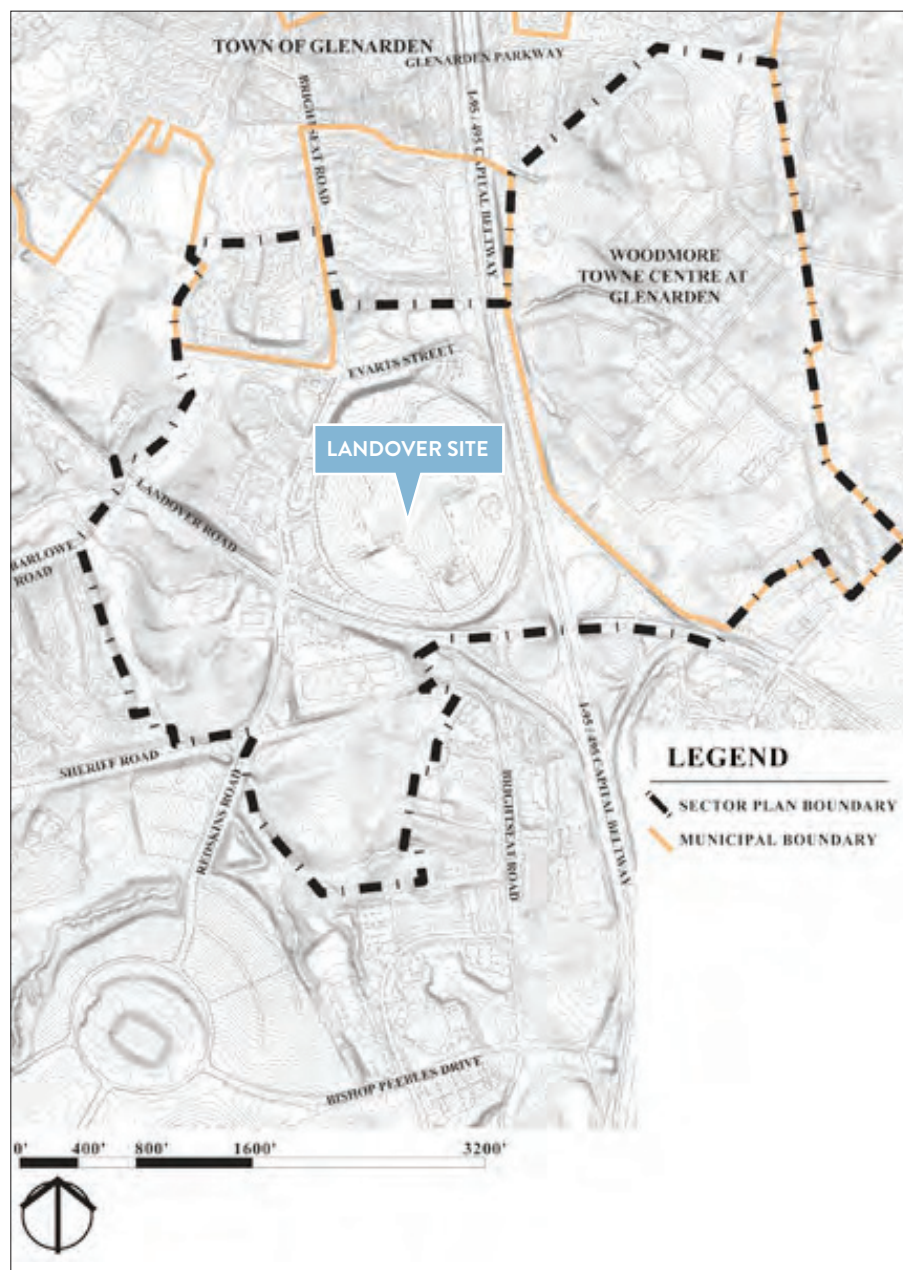 TOWN OF GLENARDEN
GLENARDEN PARKWAY
BRIGHTSEAT ROAD
I-95 / 495 CAPITAL BELTWAY
WOODMORE
TOWNE CENTRE AT
GLENARDEN
EVARTS STREET
LANDOVER SITE
LANDOVER ROAD
BARLOWE
ROAD
SHERIFF ROAD
REDSKINS ROAD
BRIGHTSEAT ROAD
I-95 / 495 CAPITAL BELTWAY
LEGEND
SECTOR PLAN BOUNDARY
MUNICIPAL BOUNDARY
BISHOP PEEBLES DRIVE
0' 400' 800' 1600' 3200'